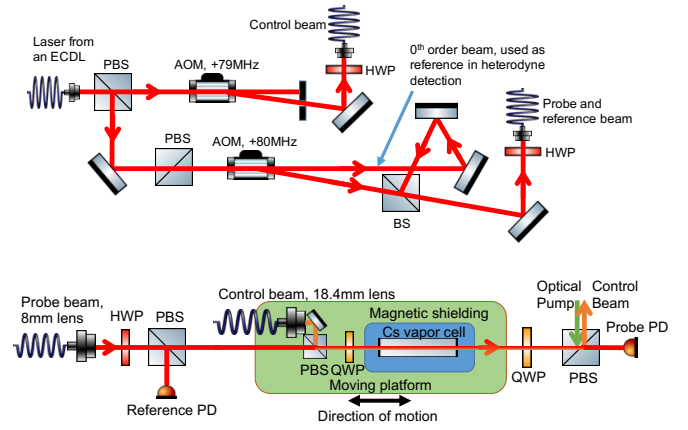 Control beam
Laser from
an ECDL
PBS
AOM, +79MHz
HWP
0th order beam, used as
reference in heterodyne
detection
Probe and
reference beam
HWP
PBS
AOM, +80MHz
BS
Probe beam,
8mm lens
HWP
PBS
Reference PD
Control beam, 18.4mm lens
Magnetic shielding
Cs vapor cell
PBS
QWP
Moving platform
Direction of motion
Optical
Pump
Control
Beam
Probe PD
QWP
PBS